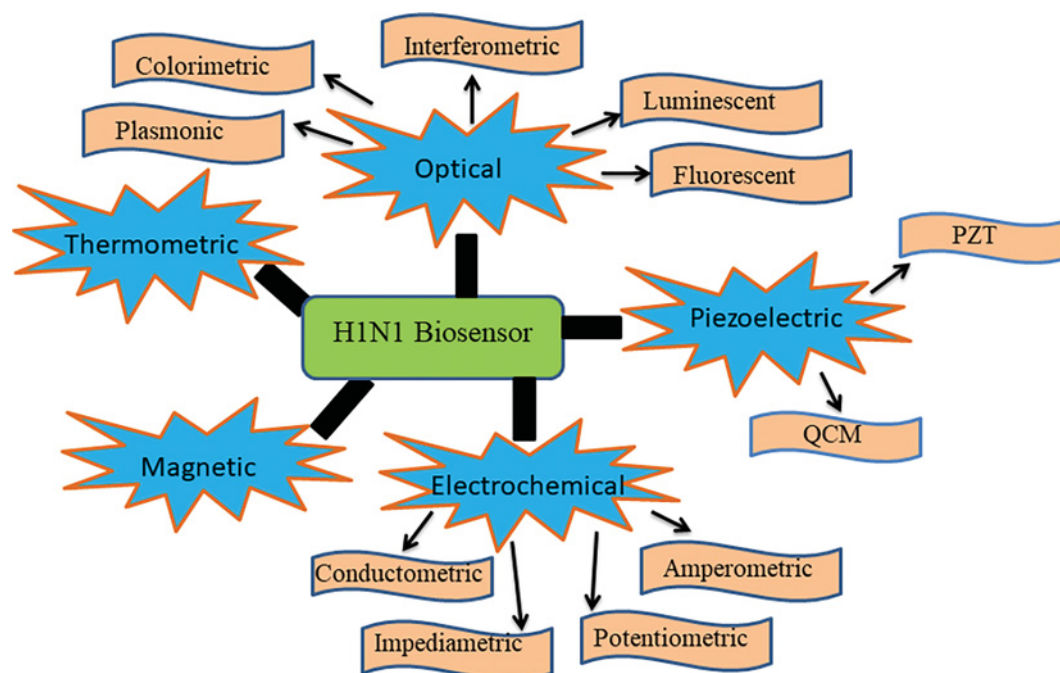 Interferometric
Colorimetric
Luminescent
Plasmonic
Optical
Fluorescent
Thermometric
PZT
H1N1 Biosensor
Piezoelectric
QCM
Magnetic
Electrochemical
Conductometric
Amperometric
Impediametric
Potentiometric